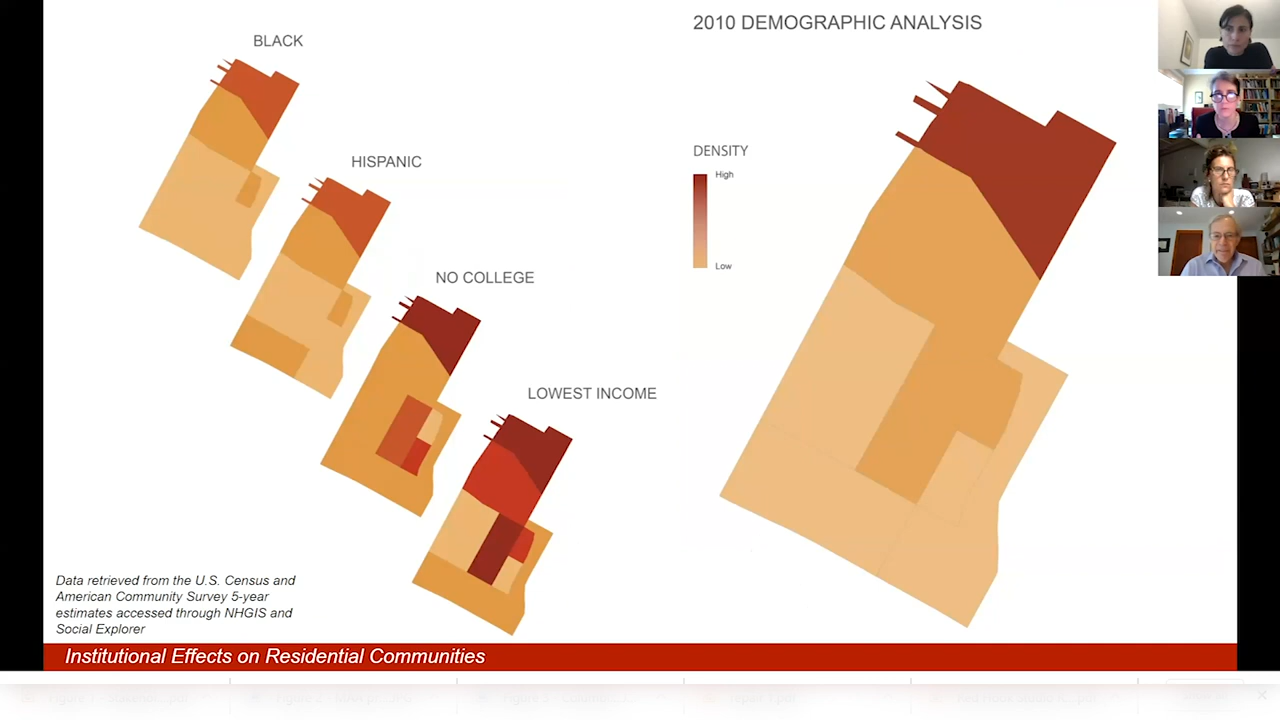 BLACK
HISPANIC
NO COLLEGE
LOWEST INCOME
2010 DEMOGRAPHIC ANALYSIS
DENSITY
High
Low
Data retrieved from the U.S. Census and
American Community Survey 5-year
estimates accessed through NHGIS and
Social Explorer
Institutional Effects on Residential Communities